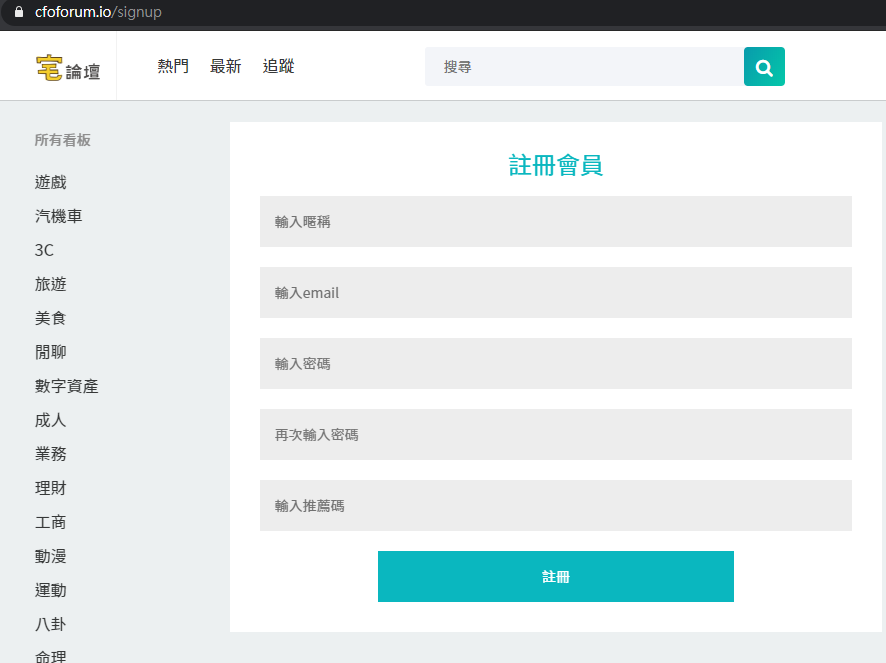 cfoforum.io/signup
宅論壇
熱門 最新 追蹤
搜尋
所有看板
遊戲
汽機車
3C
旅遊
美食
閒聊
數字資產
成人
業務
理財
工商
動漫
運動
八卦
命理
註冊會員
輸入暱稱
輸入email
輸入密碼
再次輸入密碼
輸入推薦碼
註冊